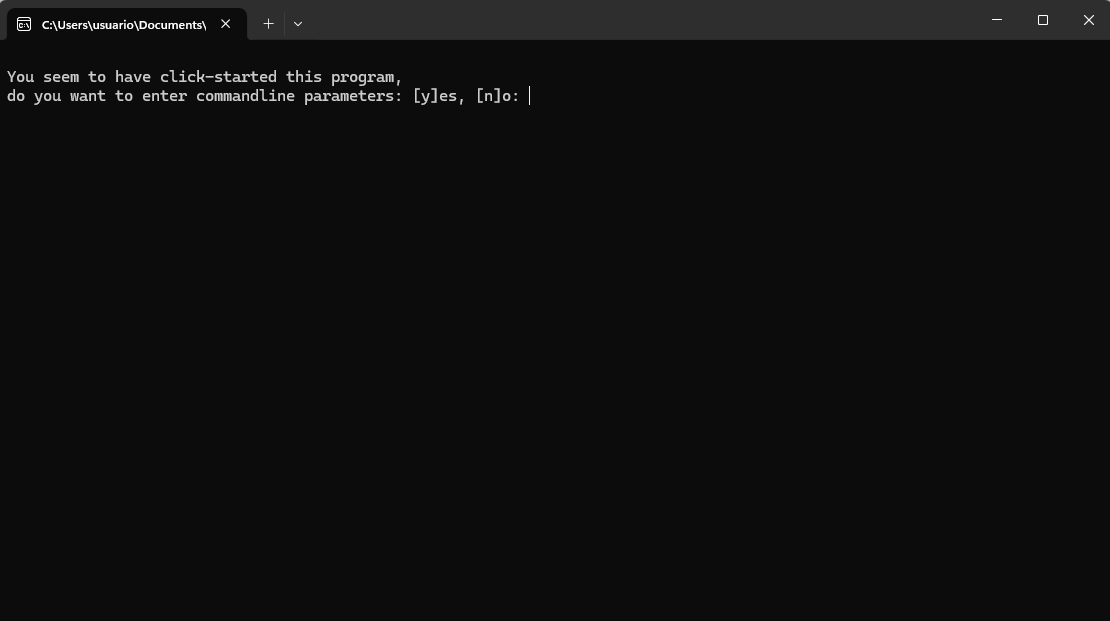 C:\Users\usuario\Documents\
You seem to have click-started this program,
do you want to enter commandline parameters: [y]es, [n]o: